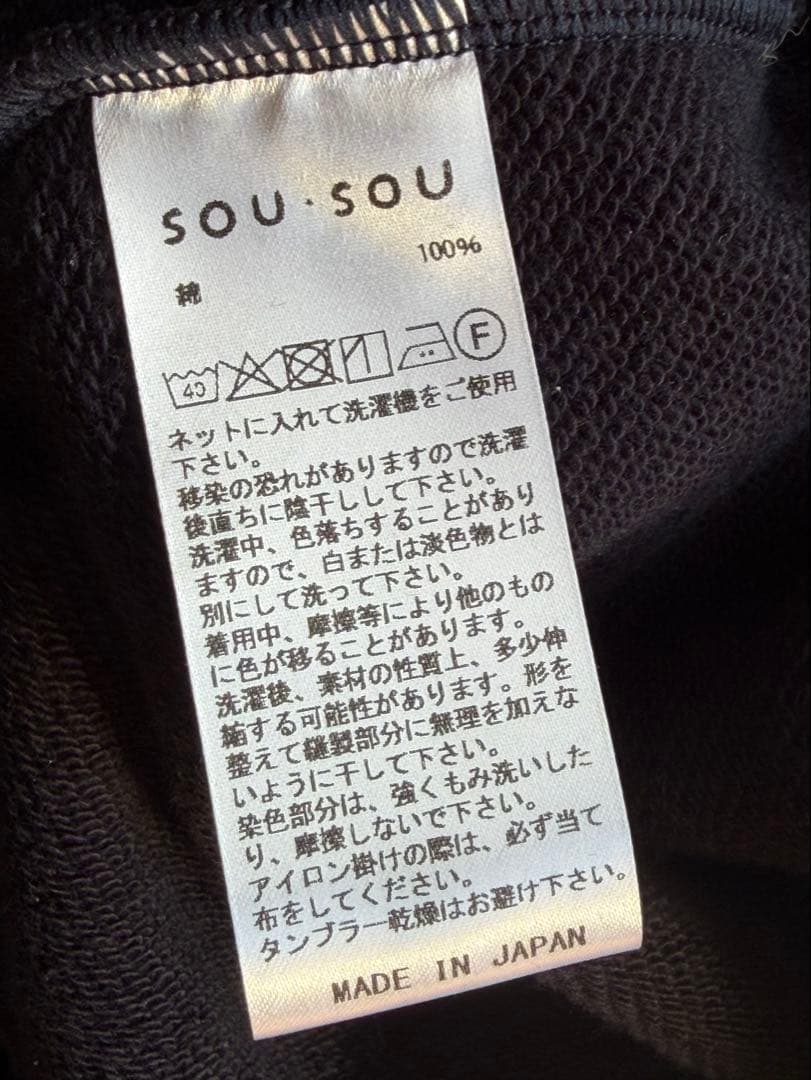 SOU・SOU
綿 100%
40 F
ネットに入れて洗濯機をご使用
下さい。
移染の恐れがありますので洗濯
後直ちに陰干しして下さい。
洗濯中、色落ちすることがあり
ますので、白または淡色物とは
別にして洗って下さい。
着用中、摩擦等により他のもの
に色が移ることがあります。
洗濯後、素材の性質上、多少伸
縮する可能性があります。形を
整えて縫製部分に無理を加えな
いように干して下さい。
染色部分は、強くもみ洗いした
り、摩擦しないで下さい。
アイロン掛けの際は、必ず当て
布をしてください。
タンブラー乾燥はお避け下さい。
MADE IN JAPAN